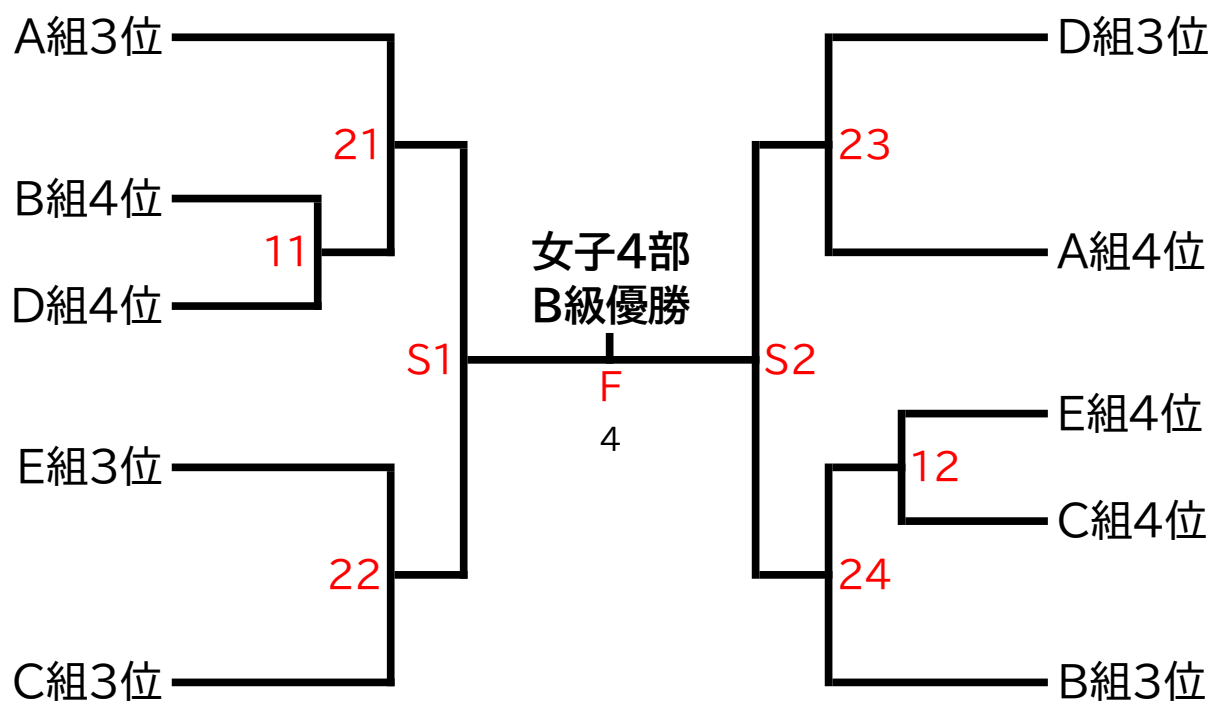 A組3位
D組3位
21
23
B組4位
11
女子4部
A組4位
D組4位
B級優勝
S1
S2
F
E組4位
4
E組3位
12
C組4位
22
24
C組3位
B組3位